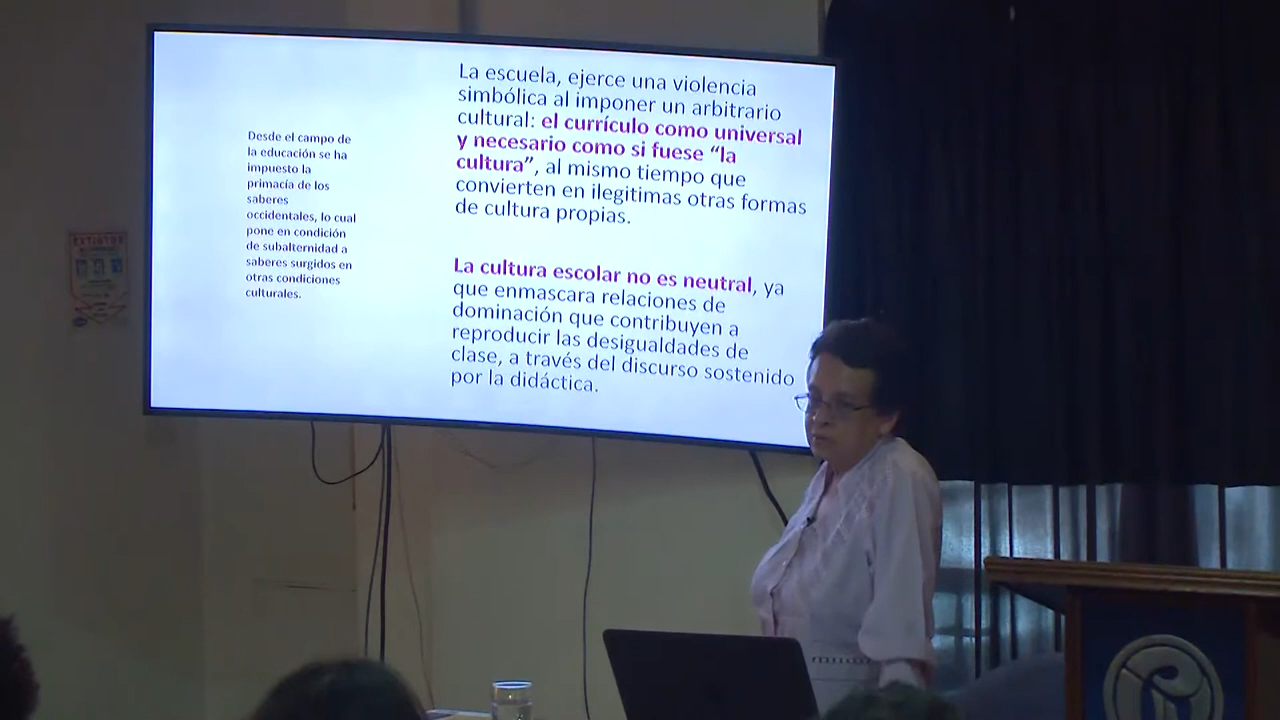 Desde el campo de
la educación se ha
impuesto la
primacía de los
saberes
occidentales, lo cual
pone en condición
de subalternidad a
saberes surgidos en
otras condiciones
culturales.
La escuela, ejerce una violencia
simbólica al imponer un arbitrario
cultural: el currículo como universal
y necesario como si fuese “la
cultura”, al mismo tiempo que
convierten en ilegitimas otras formas
de cultura propias.
La cultura escolar no es neutral, ya
que enmascara relaciones de
dominación que contribuyen a
reproducir las desigualdades de
clase, a través del discurso sostenido
por la didáctica.
EXTINTOR